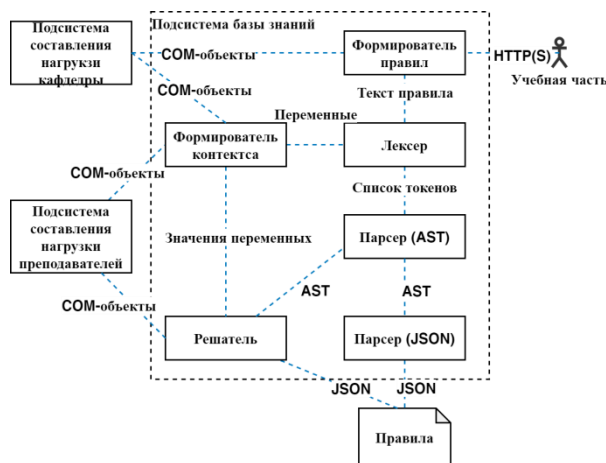 Подсистема
составления
нагрукзи
кафедры
Подсистема базы знаний
Формирователь
правил
HTTP(S)
Учебная часть
COM-объекты
COM-объекты
Текст правила
Переменные
Формирователь
контектса
Лексер
COM-объекты
Список токенов
Подсистема
составления
нагрузки
преподавателей
Значения переменных
Парсер (AST)
AST
AST
COM-объекты
Решатель
Парсер (JSON)
JSON
JSON
Правила